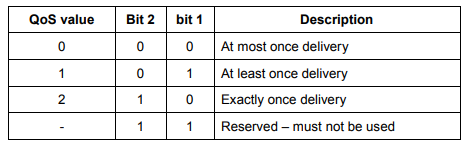 QoS value Bit 2 bit 1 Description
0 0 0 At most once delivery
1 0 1 At least once delivery
2 1 0 Exactly once delivery
- 1 1 Reserved – must not be used